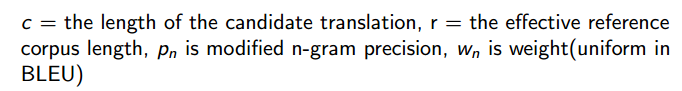 c = the length of the candidate translation, r = the effective reference
corpus length, pₙ is modified n-gram precision, wₙ is weight(uniform in
BLEU)